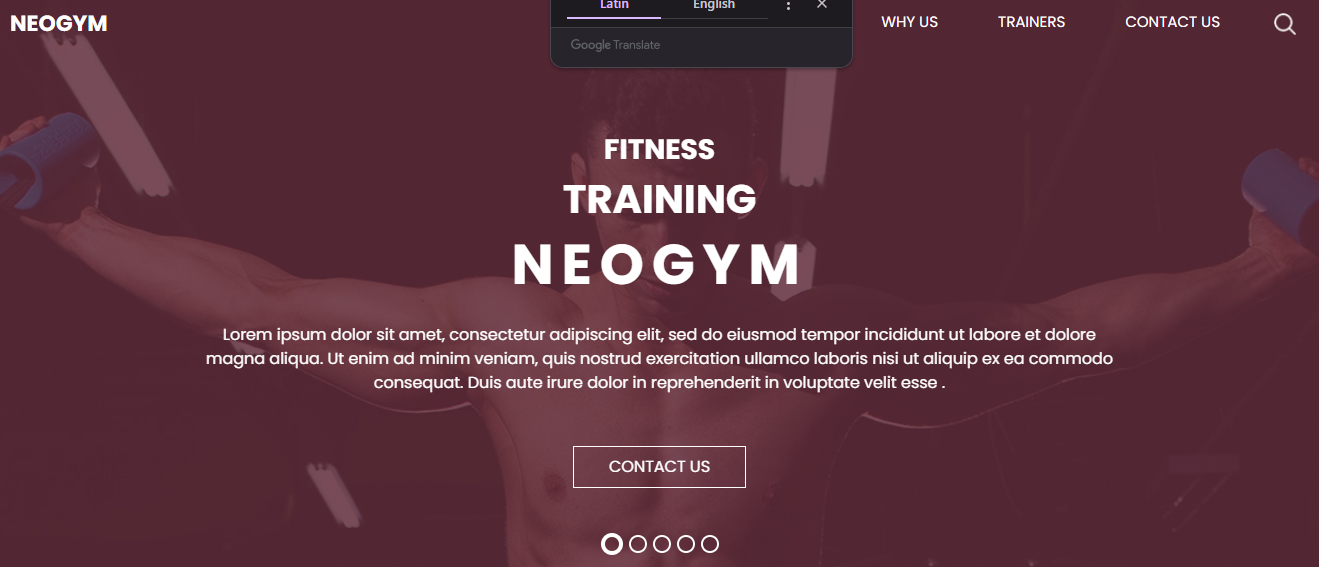 NEOGYM
Latin English
WHY US TRAINERS CONTACT US
Google Translate
FITNESS
TRAINING
NEOGYM
Lorem ipsum dolor sit amet, consectetur adipiscing elit, sed do eiusmod tempor incididunt ut labore et dolore
magna aliqua. Ut enim ad minim veniam, quis nostrud exercitation ullamco laboris nisi ut aliquip ex ea commodo
consequat. Duis aute irure dolor in reprehenderit in voluptate velit esse .
CONTACT US